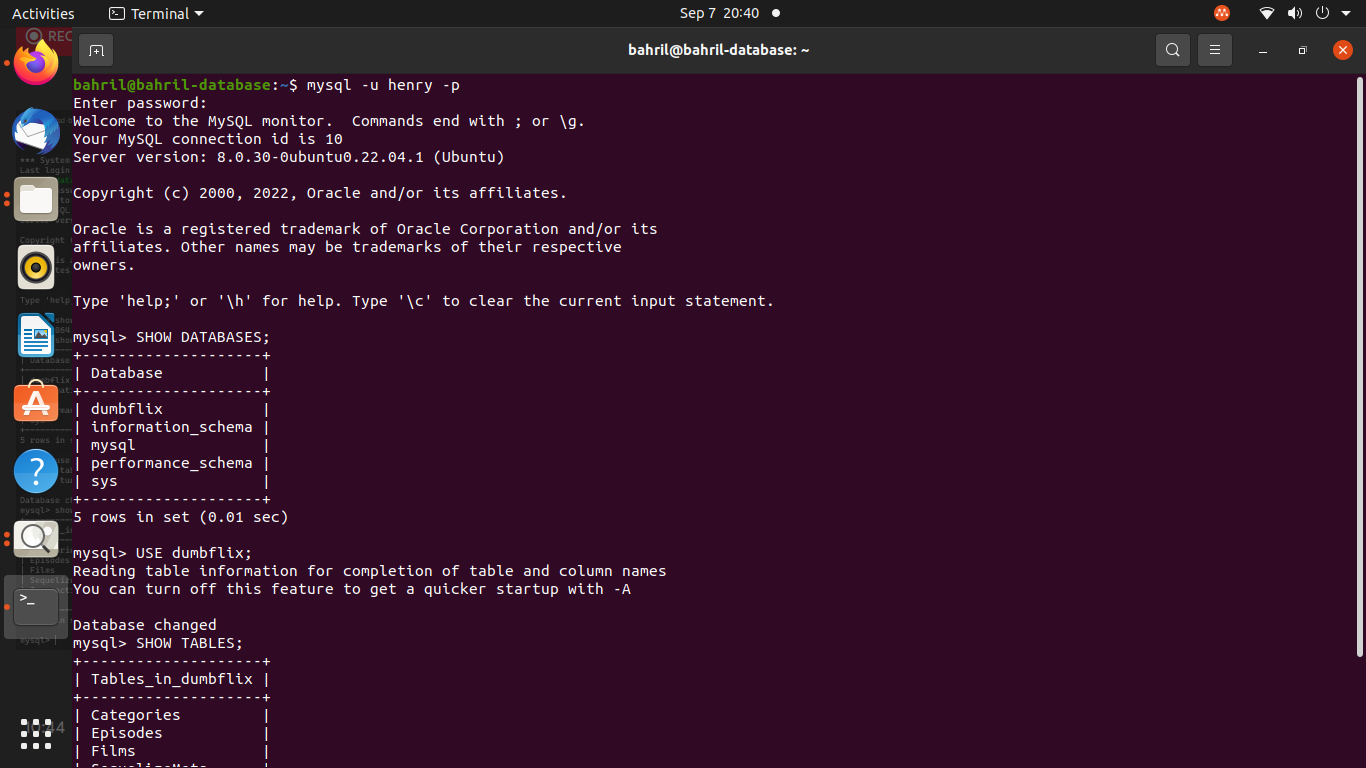 Activities
Terminal
Sep 7 20:40
REC
bahril@bahril-database: ~
bahril@bahril-database:~$ mysql -u henry -p
Enter password:
Welcome to the MySQL monitor.  Commands end with ; or \g.
Your MySQL connection id is 10
Server version: 8.0.30-0ubuntu0.22.04.1 (Ubuntu)
Copyright (c) 2000, 2022, Oracle and/or its affiliates.
Oracle is a registered trademark of Oracle Corporation and/or its
affiliates. Other names may be trademarks of their respective
owners.
Type 'help;' or '\h' for help. Type '\c' to clear the current input statement.
mysql> SHOW DATABASES;
+--------------------+
| Database           |
+--------------------+
| dumbflix           |
| information_schema |
| mysql              |
| performance_schema |
| sys                |
+--------------------+
5 rows in set (0.01 sec)
mysql> USE dumbflix;
Reading table information for completion of table and column names
You can turn off this feature to get a quicker startup with -A
Database changed
mysql> SHOW TABLES;
+--------------------+
| Tables_in_dumbflix |
+--------------------+
| Categories         |
| Episodes           |
| Films              |